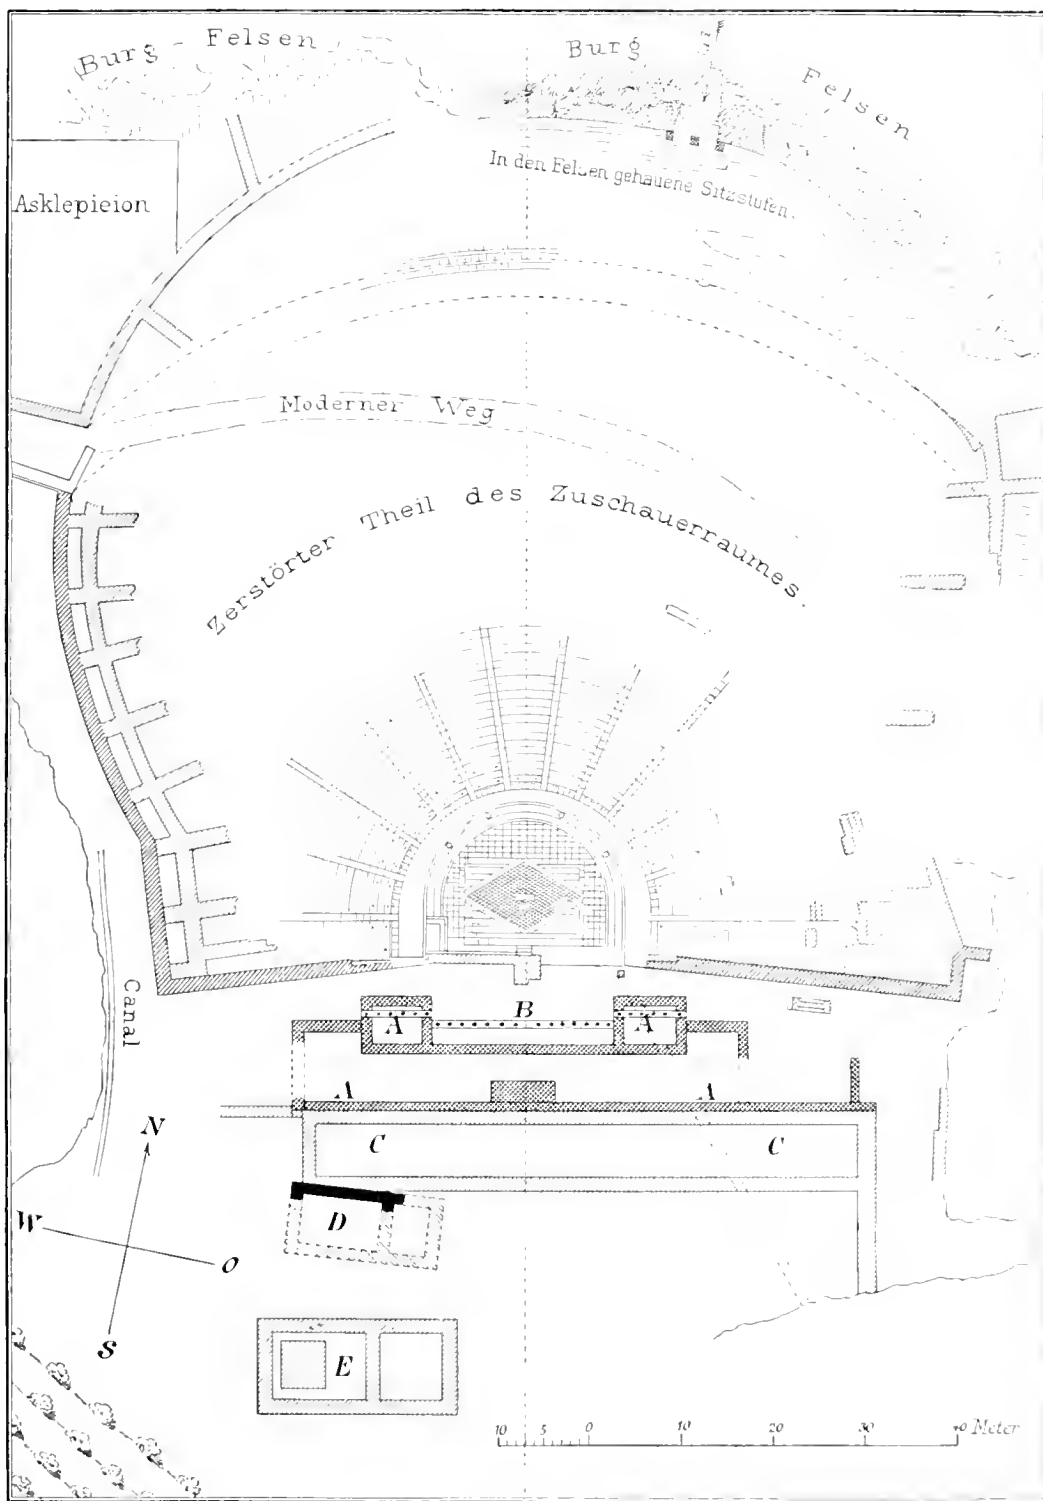 Burg - Felsen
Burg Felsen
In den Felsen gehauene Sitzstufen.
Asklepieion
Moderner Weg
Zerstörter Theil des Zuschauerraumes.
Canal
B
A
A
A
A
C
C
N
W
O
S
D
E
10 5 0 10 20 30 40 Meter